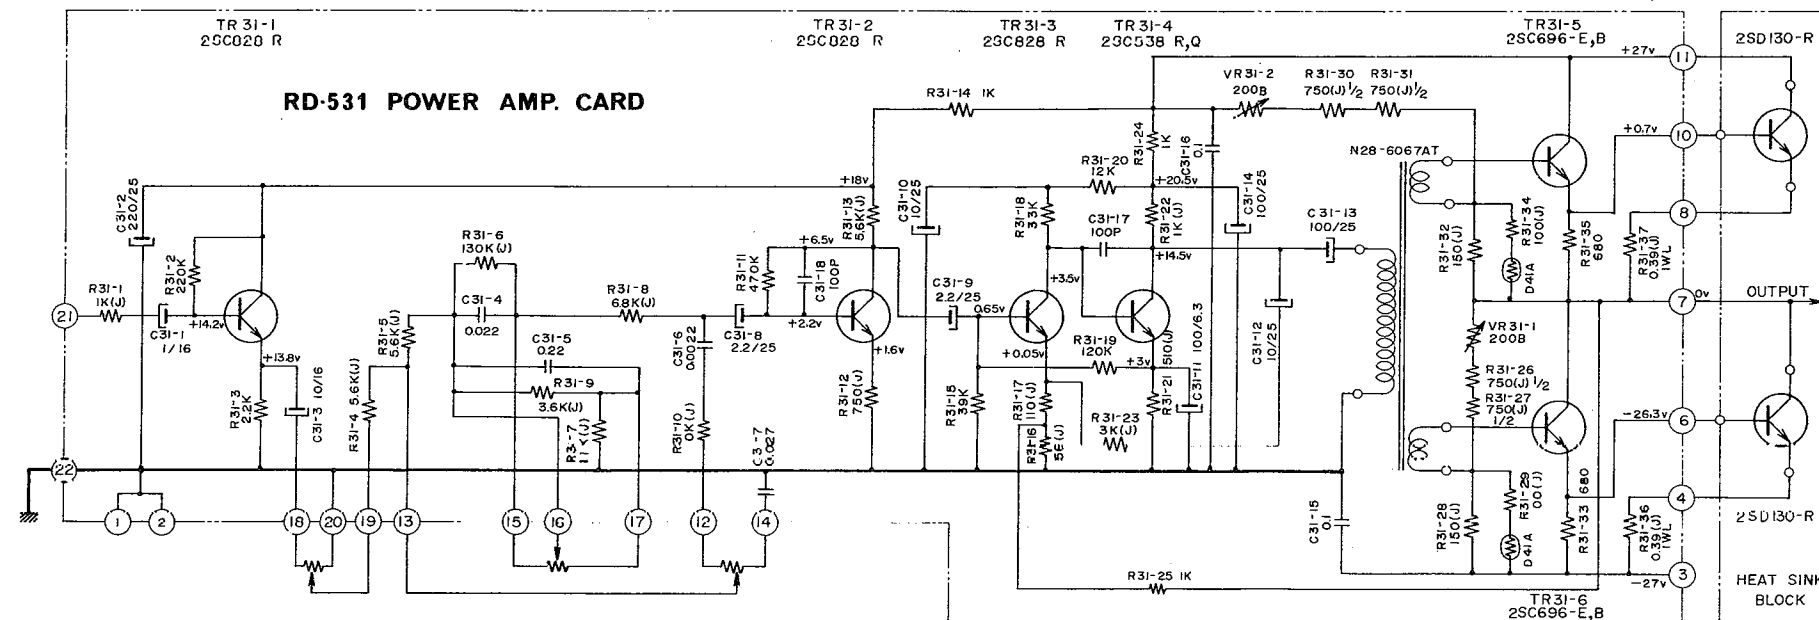 TR31-1
2SC828 R
TR31-2
2SC828 R
TR31-3
2SC828 R
TR31-4
2SC538 R,Q
TR31-5
2SC696-E,B
2SD130-R
RD-531 POWER AMP. CARD
+27v
11
R31-14 1K
VR31-2
200B
R31-30
750(J)½
R31-31
750(J)½
R31-24
1K
C31-16
0.1
+0.7v
10
N28-6067AT
R31-20
12K
+18v
+20.5v
C31-2
220/25
R31-2
220K
R31-6
130K(J)
R31-11
470K
+6.5v
C31-18
100P
R31-13
5.6K(J)
C31-10
10/25
R31-18
33K
C31-17
100P
R31-22
1K(J)
C31-14
100/25
C31-13
100/25
R31-32
150(J)
R31-34
100(J)
D41A
R31-35
680
R31-37
0.39(J)
1WL
8
+14.5v
+3.5v
21
R31-1
1K(J)
C31-1
1/16
+14.2v
+13.8v
R31-5
5.6K(J)
C31-4
0.022
R31-8
6.8K(J)
C31-6
0.0022
C31-8
2.2/25
+2.2v
+1.6v
C31-9
2.2/25
0.65v
+0.05v
R31-19
120K
+3v
C31-12
10/25
7
0v
OUTPUT
VR31-1
200B
R31-26
750(J) 1/2
R31-27
750(J)
1/2
C31-5
0.22
R31-9
3.6K(J)
R31-3
2.2K
C31-3 10/16
R31-4 5.6K(J)
R31-7
11K(J)
R31-10
0K(J)
C3-7
0.027
R31-12
750(J)
R31-15
39K
R31-17
110(J)
R31-16
56(J)
R31-23
3K(J)
R31-21 510(J)
C31-11 100/6.3
-26.3v
6
22
1
2
18
20
19
13
15
16
17
12
14
C31-15
0.1
R31-28
150(J)
R31-29
00(J)
D41A
R31-33 680
R31-36
0.39(J)
1WL
4
2SD130-R
R31-25 1K
3
-27v
TR31-6
2SC696-E,B
HEAT SINK
BLOCK